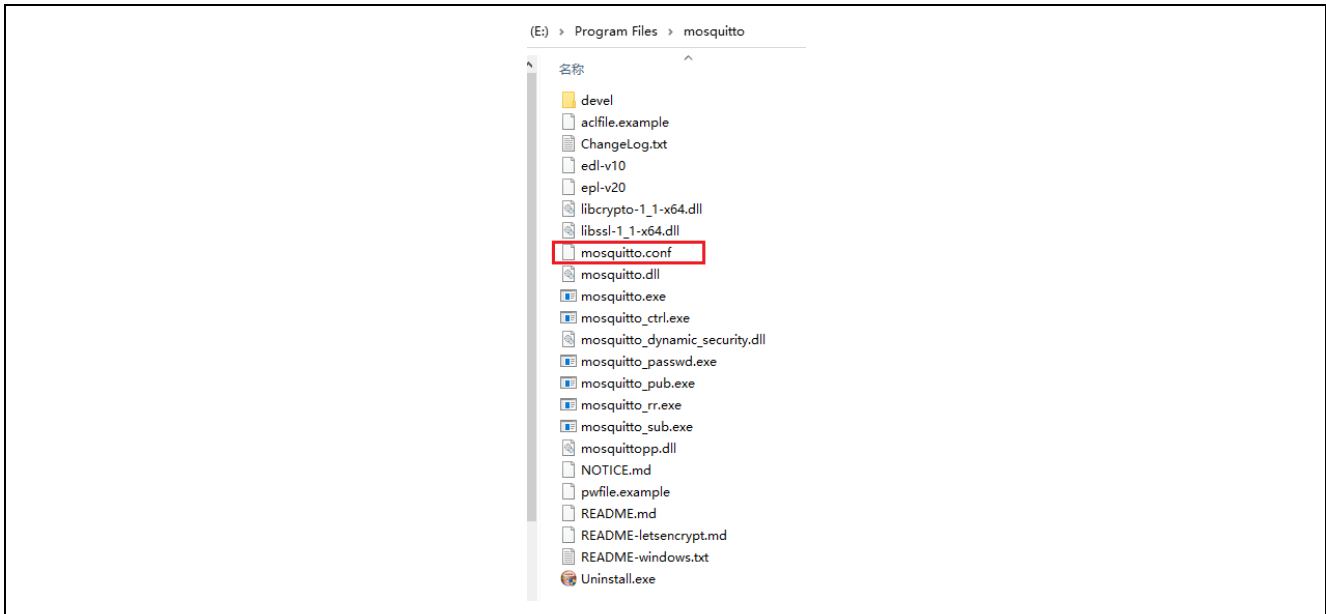 (E:) › Program Files › mosquitto
名称
devel
aclfile.example
ChangeLog.txt
edl-v10
epl-v20
libcrypto-1_1-x64.dll
libssl-1_1-x64.dll
mosquitto.conf
mosquitto.dll
mosquitto.exe
mosquitto_ctrl.exe
mosquitto_dynamic_security.dll
mosquitto_passwd.exe
mosquitto_pub.exe
mosquitto_rr.exe
mosquitto_sub.exe
mosquittopp.dll
NOTICE.md
pwfile.example
README.md
README-letsencrypt.md
README-windows.txt
Uninstall.exe